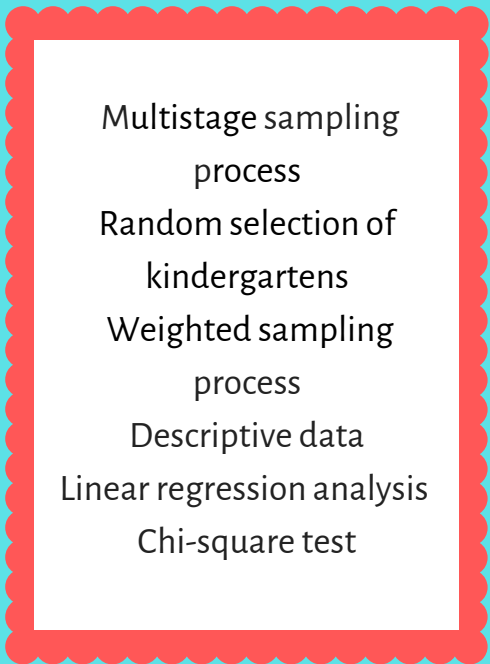 Multistage sampling
process
Random selection of
kindergartens
Weighted sampling
process
Descriptive data
Linear regression analysis
Chi-square test